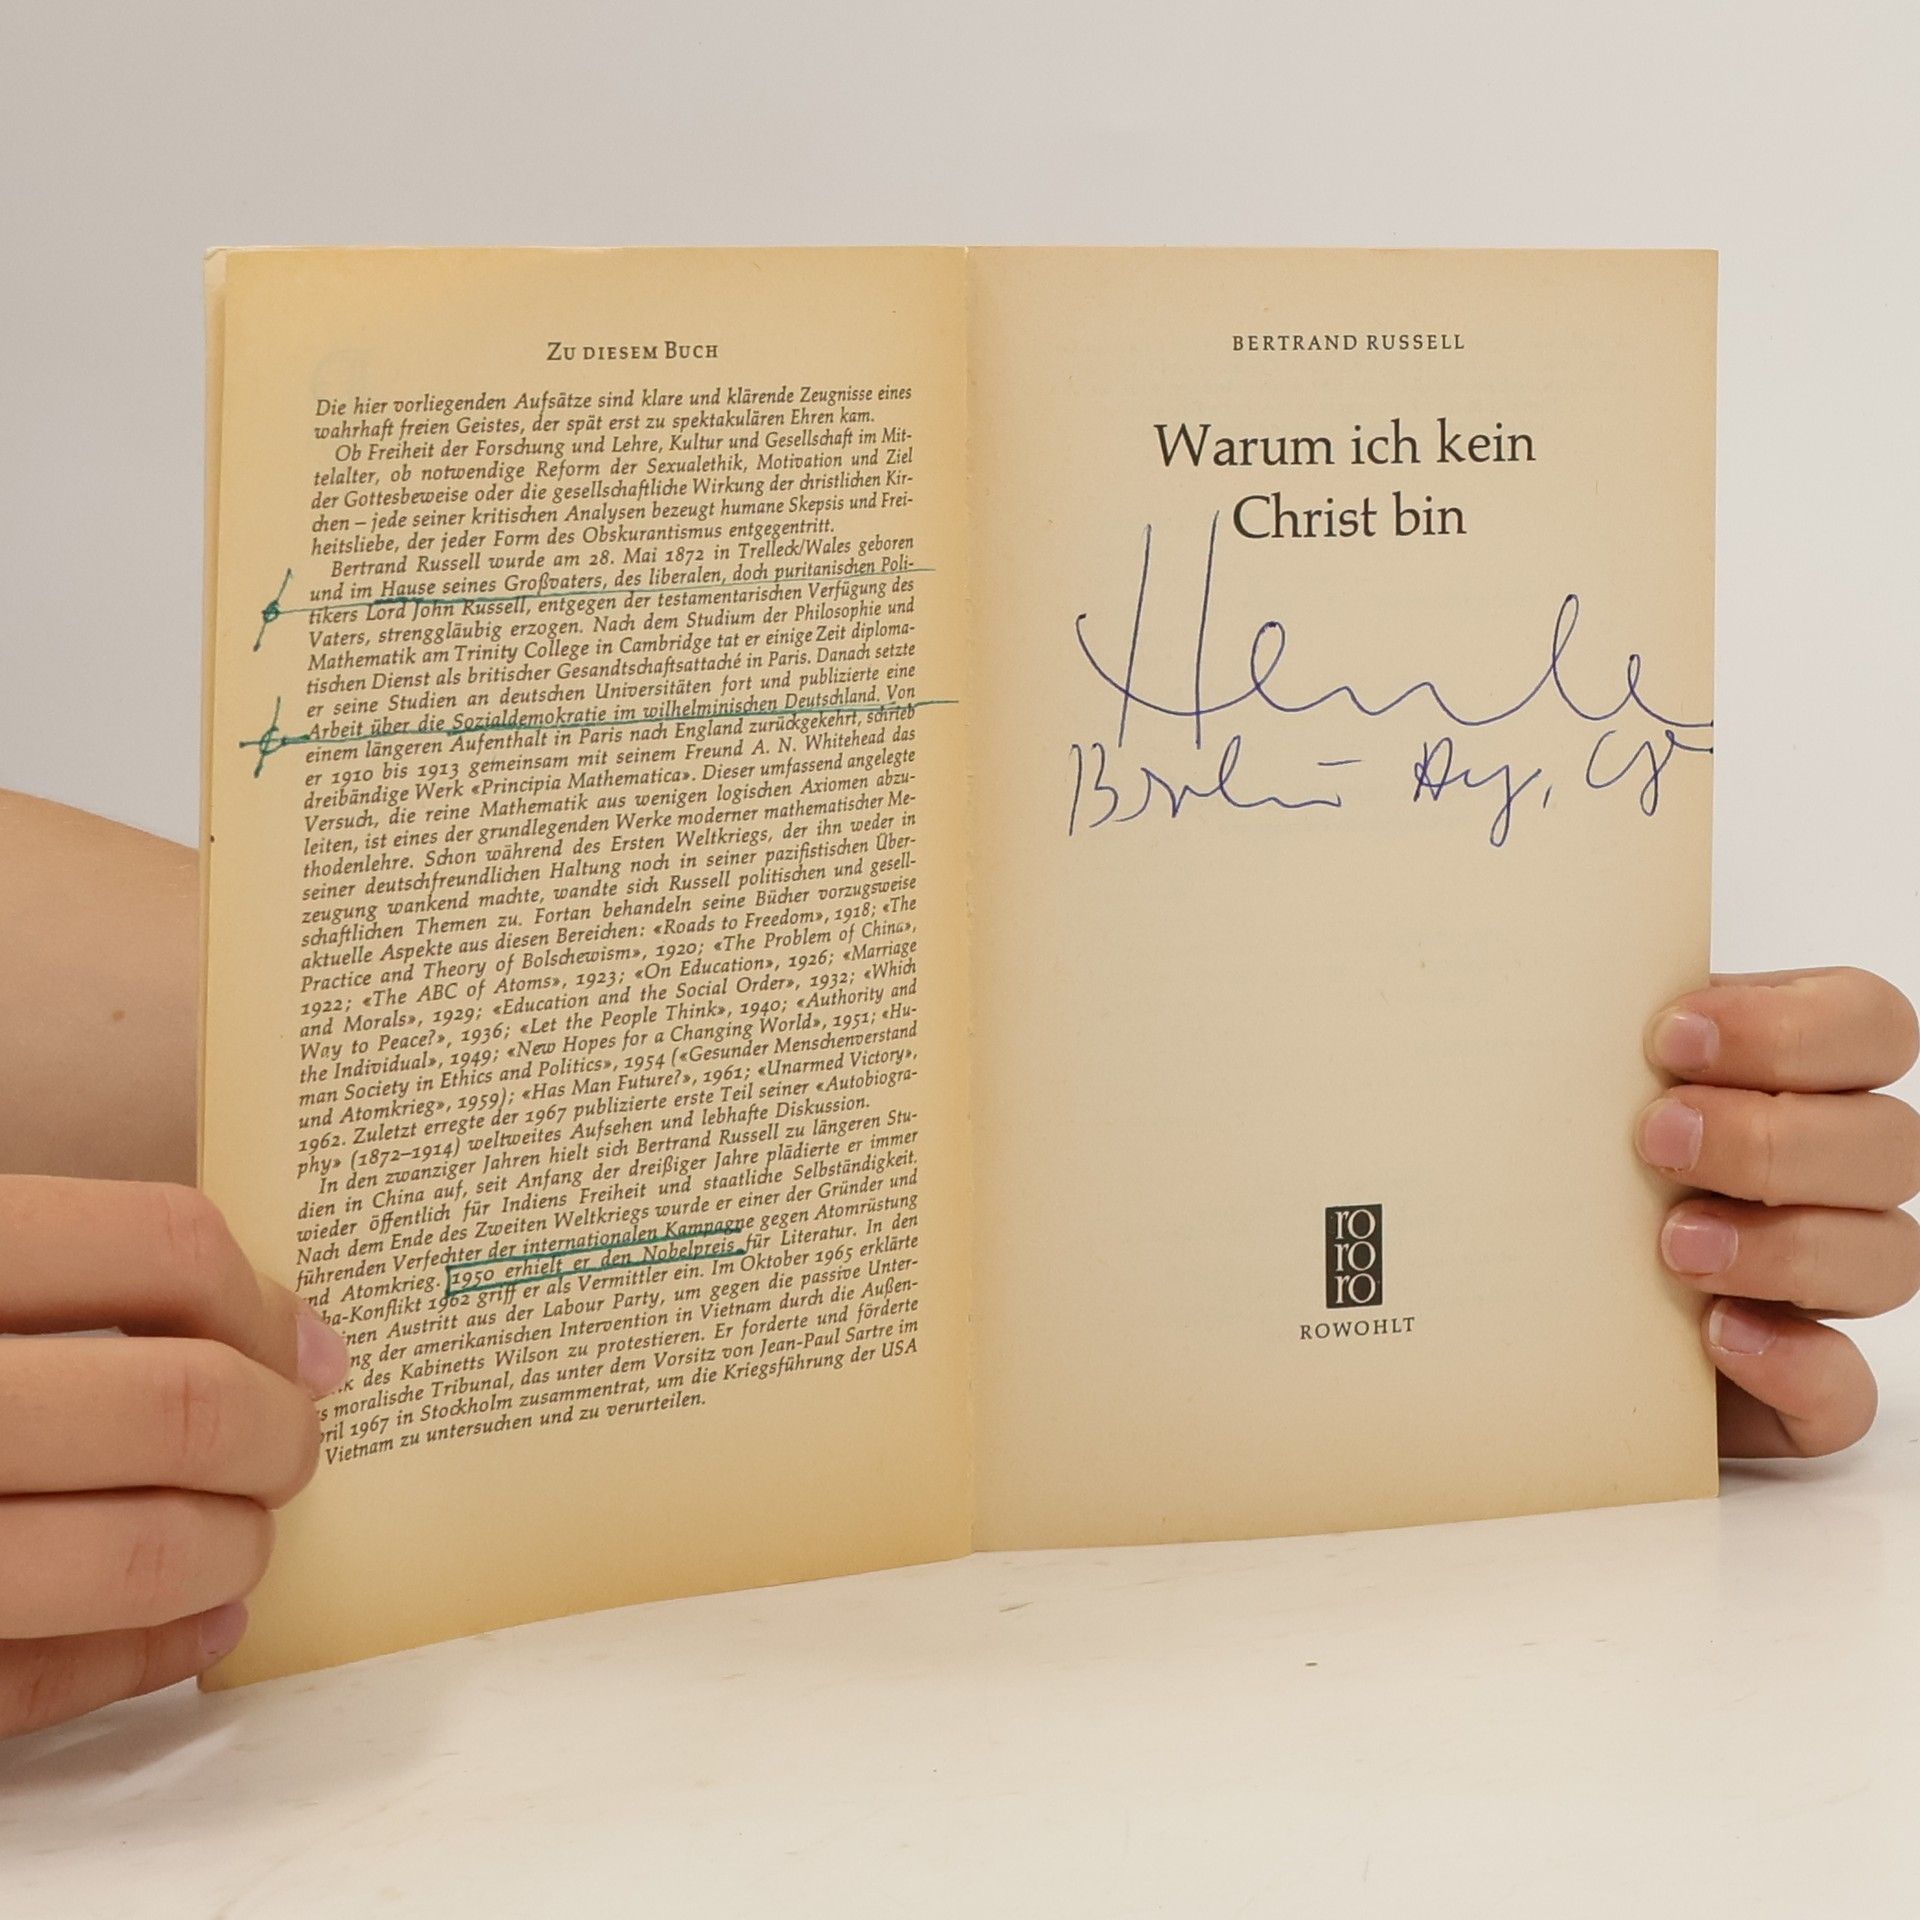 ZU DIESEM BUCH
Die hier vorliegenden Aufsätze sind klare und klärende Zeugnisse eines
wahrhaft freien Geistes, der spät erst zu spektakulären Ehren kam.
Ob Freiheit der Forschung und Lehre, Kultur und Gesellschaft im Mit-
telalter, ob notwendige Reform der Sexualethik, Motivation und Ziel
der Gottesbeweise oder die gesellschaftliche Wirkung der christlichen Kir-
chen – jede seiner kritischen Analysen bezeugt humane Skepsis und Frei-
heitsliebe, der jeder Form des Obskurantismus entgegentritt.
Bertrand Russell wurde am 28. Mai 1872 in Trelleck/Wales geboren
und im Hause seines Großvaters, des liberalen, doch puritanischen Poli-
tikers Lord John Russell, entgegen der testamentarischen Verfügung des
Vaters, strenggläubig erzogen. Nach dem Studium der Philosophie und
Mathematik am Trinity College in Cambridge tat er einige Zeit diploma-
tischen Dienst als britischer Gesandtschaftsattaché in Paris. Danach setzte
er seine Studien an deutschen Universitäten fort und publizierte eine
Arbeit über die Sozialdemokratie im wilhelminischen Deutschland. Von
einem längeren Aufenthalt in Paris nach England zurückgekehrt, schrieb
er 1910 bis 1913 gemeinsam mit seinem Freund A. N. Whitehead das
dreibändige Werk «Principia Mathematica». Dieser umfassend angelegte
Versuch, die reine Mathematik aus wenigen logischen Axiomen abzu-
leiten, ist eines der grundlegenden Werke moderner mathematischer Me-
thodenlehre. Schon während des Ersten Weltkriegs, der ihn weder in
seiner deutschfreundlichen Haltung noch in seiner pazifistischen Über-
zeugung wankend machte, wandte sich Russell politischen und gesell-
schaftlichen Themen zu. Fortan behandeln seine Bücher vorzugsweise
aktuelle Aspekte aus diesen Bereichen: «Roads to Freedom», 1918; «The
Practice and Theory of Bolschewism», 1920; «The Problem of China»,
1922; «The ABC of Atoms», 1923; «On Education», 1926; «Marriage
and Morals», 1929; «Education and the Social Order», 1932; «Which
Way to Peace?», 1936; «Let the People Think», 1940; «Authority and
the Individual», 1949; «New Hopes for a Changing World», 1951; «Hu-
man Society in Ethics and Politics», 1954 («Gesunder Menschenverstand
und Atomkrieg», 1959); «Has Man Future?», 1961; «Unarmed Victory»,
1962. Zuletzt erregte der 1967 publizierte erste Teil seiner «Autobiogra-
phy» (1872–1914) weltweites Aufsehen und lebhafte Diskussion.
In den zwanziger Jahren hielt sich Bertrand Russell zu längeren Stu-
dien in China auf, seit Anfang der dreißiger Jahre plädierte er immer
wieder öffentlich für Indiens Freiheit und staatliche Selbständigkeit.
Nach dem Ende des Zweiten Weltkriegs wurde er einer der Gründer und
führenden Verfechter der internationalen Kampagne gegen Atomrüstung
und Atomkrieg. 1950 erhielt er den Nobelpreis für Literatur. In den
ba-Konflikt 1962 griff er als Vermittler ein. Im Oktober 1965 erklärte
inen Austritt aus der Labour Party, um gegen die passive Unter-
ng der amerikanischen Intervention in Vietnam durch die Außen-
k des Kabinetts Wilson zu protestieren. Er forderte und förderte
s moralische Tribunal, das unter dem Vorsitz von Jean-Paul Sartre im
pril 1967 in Stockholm zusammentrat, um die Kriegsführung der USA
Vietnam zu untersuchen und zu verurteilen.
BERTRAND RUSSELL
Warum ich kein
Christ bin
Berlin
ro
ro
ro
ROWOHLT